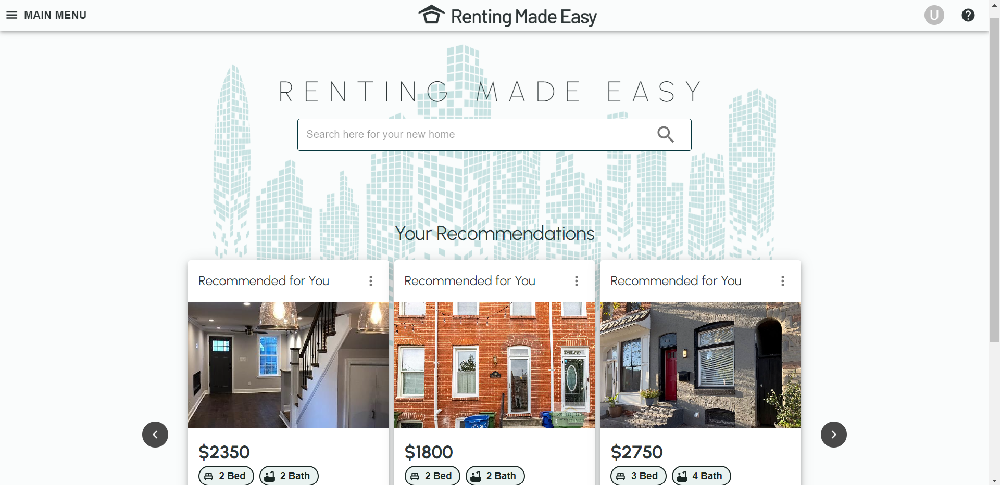 MAIN MENU
Renting Made Easy
U
?
RENTING MADE EASY
Search here for your new home
Your Recommendations
Recommended for You
Recommended for You
Recommended for You
$2350
2 Bed
2 Bath
$1800
2 Bed
2 Bath
$2750
3 Bed
4 Bath